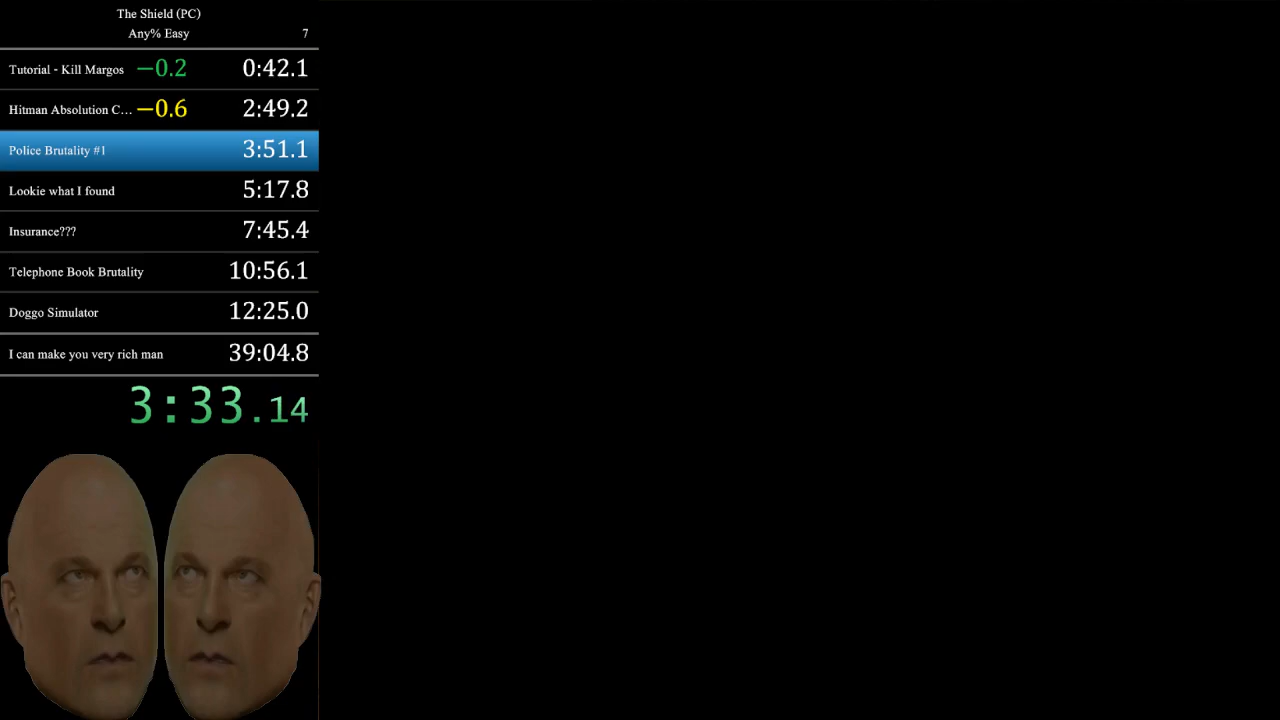 The Shield (PC)
Any% Easy 7
Tutorial - Kill Margos −0.2 0:42.1
Hitman Absolution C... −0.6 2:49.2
Police Brutality #1 3:51.1
Lookie what I found 5:17.8
Insurance??? 7:45.4
Telephone Book Brutality 10:56.1
Doggo Simulator 12:25.0
I can make you very rich man 39:04.8
3:33.14